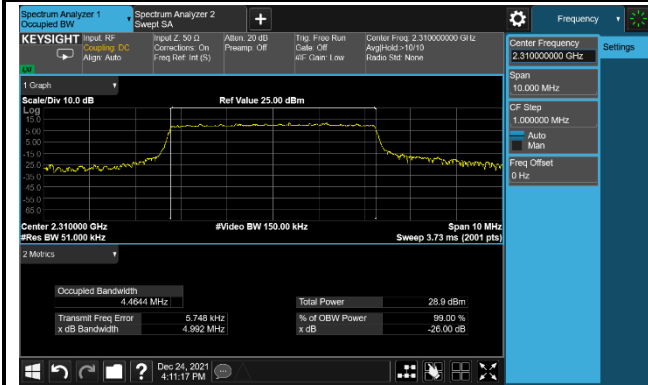 Spectrum Analyzer 1
Occupied BW
Spectrum Analyzer 2
Swept SA
Frequency
KEYSIGHT
Input: RF
Coupling: DC
Align: Auto
Input Z: 50 Ω
Corrections: On
Freq Ref: Int (S)
Atten: 20 dB
Preamp: Off
Trig: Free Run
Gate: Off
#IF Gain: Low
Center Freq: 2.310000000 GHz
Avg|Hold:>10/10
Radio Std: None
Center Frequency
2.310000000 GHz
Settings
Span
10.000 MHz
CF Step
1.000000 MHz
Auto
Man
Freq Offset
0 Hz
1 Graph
Scale/Div 10.0 dB
Ref Value 25.00 dBm
Log
15.0
5.00
-5.00
-15.0
-25.0
-35.0
-45.0
-55.0
-65.0
Center 2.310000 GHz
#Video BW 150.00 kHz
Span 10 MHz
#Res BW 51.000 kHz
Sweep 3.73 ms (2001 pts)
2 Metrics
Occupied Bandwidth
4.4644 MHz
Total Power
28.9 dBm
Transmit Freq Error
5.748 kHz
% of OBW Power
99.00 %
x dB Bandwidth
4.992 MHz
x dB
-26.00 dB
Dec 24, 2021
4:11:17 PM